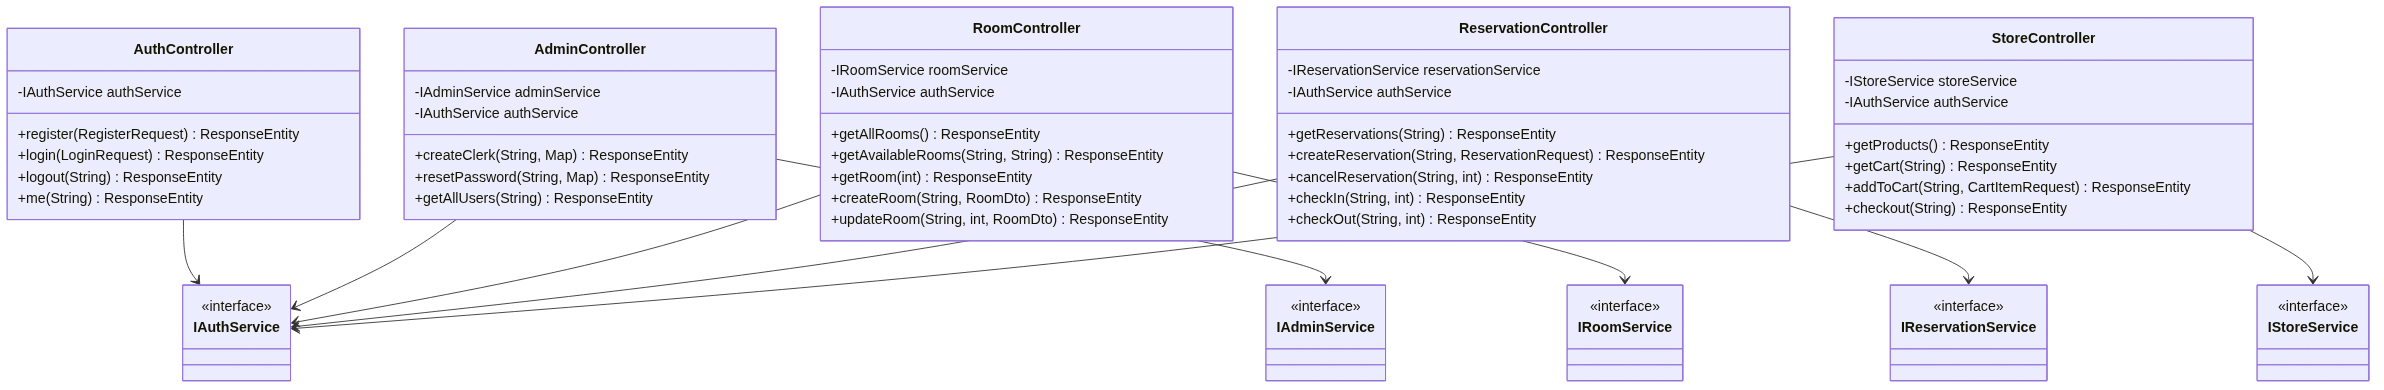 AuthController
-IAuthService authService
+register(RegisterRequest) : ResponseEntity
+login(LoginRequest) : ResponseEntity
+logout(String) : ResponseEntity
+me(String) : ResponseEntity
AdminController
-IAdminService adminService
-IAuthService authService
+createClerk(String, Map) : ResponseEntity
+resetPassword(String, Map) : ResponseEntity
+getAllUsers(String) : ResponseEntity
RoomController
-IRoomService roomService
-IAuthService authService
+getAllRooms() : ResponseEntity
+getAvailableRooms(String, String) : ResponseEntity
+getRoom(int) : ResponseEntity
+createRoom(String, RoomDto) : ResponseEntity
+updateRoom(String, int, RoomDto) : ResponseEntity
ReservationController
-IReservationService reservationService
-IAuthService authService
+getReservations(String) : ResponseEntity
+createReservation(String, ReservationRequest) : ResponseEntity
+cancelReservation(String, int) : ResponseEntity
+checkIn(String, int) : ResponseEntity
+checkOut(String, int) : ResponseEntity
StoreController
-IStoreService storeService
-IAuthService authService
+getProducts() : ResponseEntity
+getCart(String) : ResponseEntity
+addToCart(String, CartItemRequest) : ResponseEntity
+checkout(String) : ResponseEntity
«interface»
IAuthService
«interface»
IAdminService
«interface»
IRoomService
«interface»
IReservationService
«interface»
IStoreService